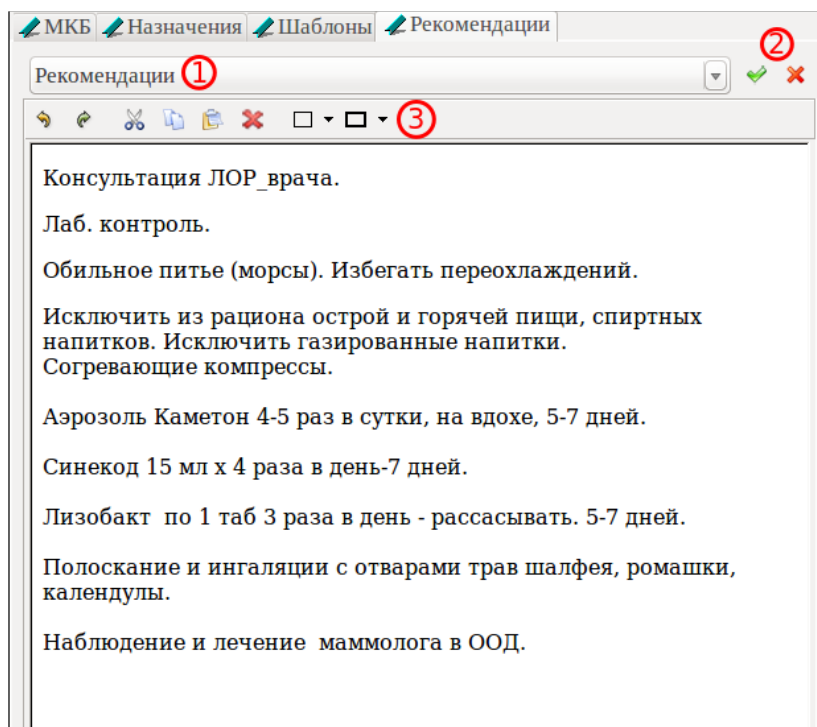 МКБ Назначения Шаблоны Рекомендации
2
Рекомендации 1
3
Консультация ЛОР_врача.
Лаб. контроль.
Обильное питье (морсы). Избегать переохлаждений.
Исключить из рациона острой и горячей пищи, спиртных
напитков. Исключить газированные напитки.
Согревающие компрессы.
Аэрозоль Каметон 4-5 раз в сутки, на вдохе, 5-7 дней.
Синекод 15 мл х 4 раза в день-7 дней.
Лизобакт  по 1 таб 3 раза в день - рассасывать. 5-7 дней.
Полоскание и ингаляции с отварами трав шалфея, ромашки,
календулы.
Наблюдение и лечение  маммолога в ООД.